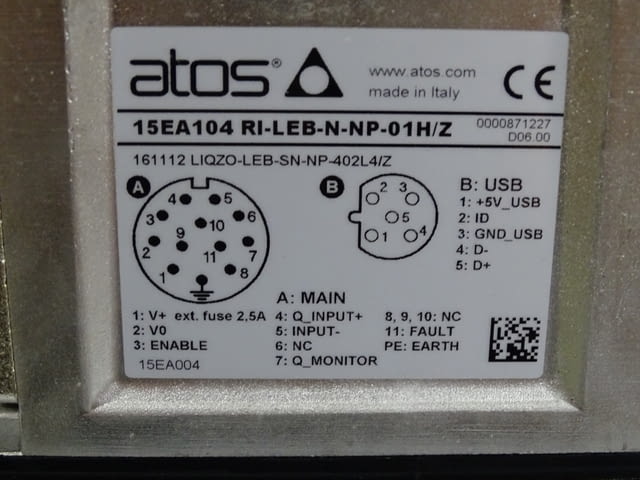 atos®
www.atos.com
made in Italy
CE
15EA104 RI-LEB-N-NP-01H/Z
0000871227
D06.00
161112 LIQZO-LEB-SN-NP-402L4/Z
A
4 5
3 6
10
2 9 11 7
1 8
B
2 3
5
1 4
B: USB
1: +5V_USB
2: ID
3: GND_USB
4: D-
5: D+
A: MAIN
1: V+ ext. fuse 2,5A
2: V0
3: ENABLE
4: Q_INPUT+
5: INPUT-
6: NC
7: Q_MONITOR
8, 9, 10: NC
11: FAULT
PE: EARTH
15EA004